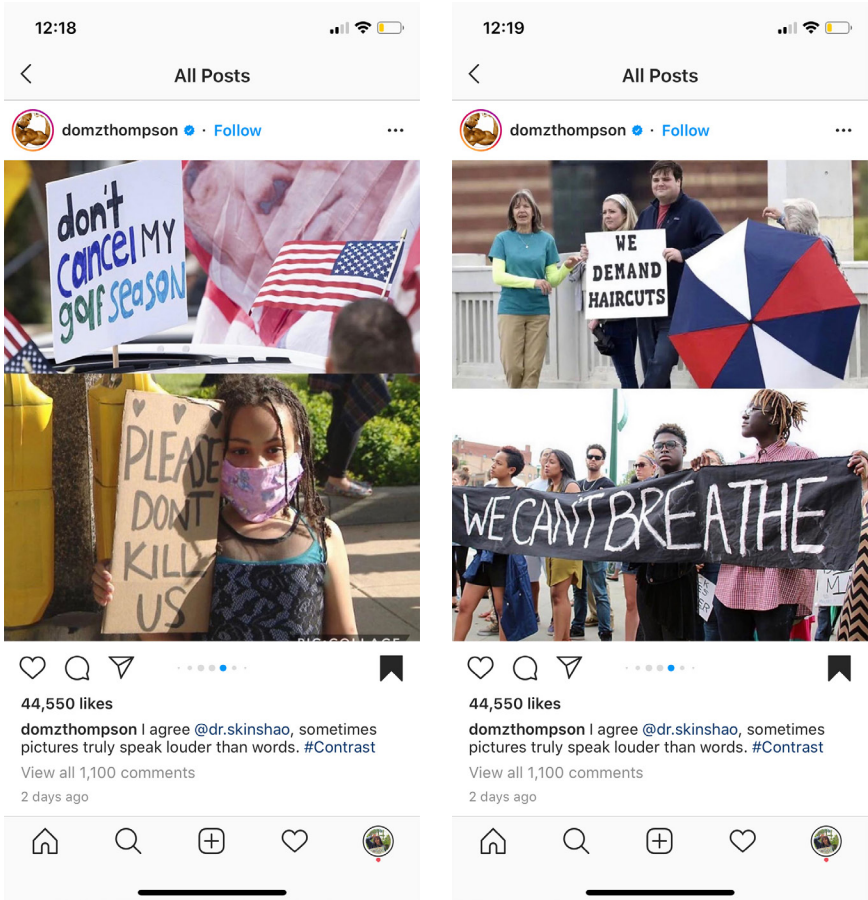 12:18
All Posts
domzthompson · Follow
don't
cancel MY
golf season
PLEASE
DONT
KILL
US
PIC•COLLAGE
44,550 likes
domzthompson I agree @dr.skinshao, sometimes
pictures truly speak louder than words. #Contrast
View all 1,100 comments
2 days ago
12:19
All Posts
domzthompson · Follow
WE
DEMAND
HAIRCUTS
WE CAN'T BREATHE
44,550 likes
domzthompson I agree @dr.skinshao, sometimes
pictures truly speak louder than words. #Contrast
View all 1,100 comments
2 days ago